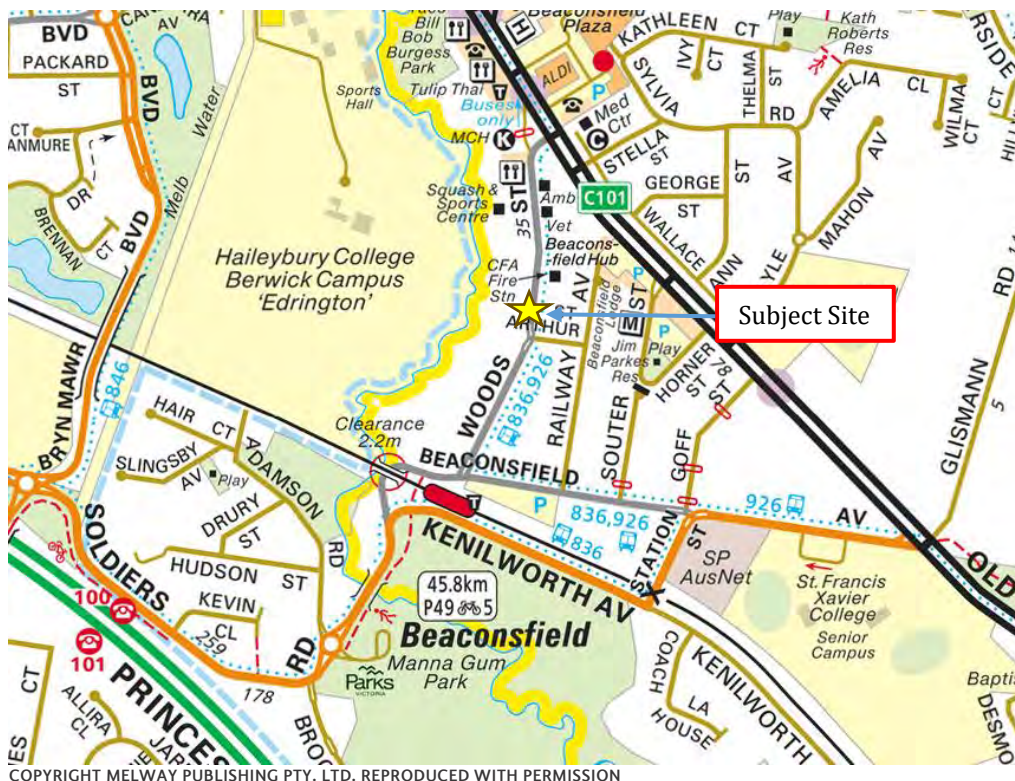 BVD
PACKARD
ST
CT
DR
BRENNAN
CT
BVD
BVD
AV
Water
Melb
Sports
Hall
Bill
Bob
Burgess
Park
Tulip Thai
Buses
only
MCH
K
H
Beaconsfield
Plaza
ALDI
P
Med
Ctr
C
KATHLEEN CT
IVY
CT
SYLVIA
STELLA
ST
THELMA
ST
RD
Play
Kath
Roberts
Res
AMELIA CL
WILMA
CT
CT
GEORGE
ST
ST
AV
MAHON AV
C101
WALLACE
ANN
Squash &
Sports
Centre
ST
35
Amb
Vet
Beacons-
-field Hub
CFA
Fire
Stn
Haileybury College
Berwick Campus
'Edrington'
ARTHUR
AV
RAILWAY
Beaconsfield
Lodge
P
ST
M
Jim
Parkes
Res
Play
P
HORNER
ST
78
SOUTER
GOFF
ST
Subject Site
RD
GLISMANN
5
WOODS
836,926
Clearance
2.2m
BEACONSFIELD
AV
846
BRYN MAWR
HAIR CT
SLINGSBY
AV
Play
ADAMSON
RD
DRURY
ST
HUDSON ST
KEVIN
CL
SOLDIERS
RD
259
178
100
101
PRINCES
CT
ALLIRA
CL
T
P
836,926
836
926
KENILWORTH AV
STATION
ST
SP
AusNet
St. Francis
Xavier
College
Senior
Campus
OLD
45.8km
P49 5
Beaconsfield
Manna Gum
Park
Parks
VICTORIA
COACH
HOUSE
LA
KENILWORTH
COPYRIGHT MELWAY PUBLISHING PTY. LTD. REPRODUCED WITH PERMISSION